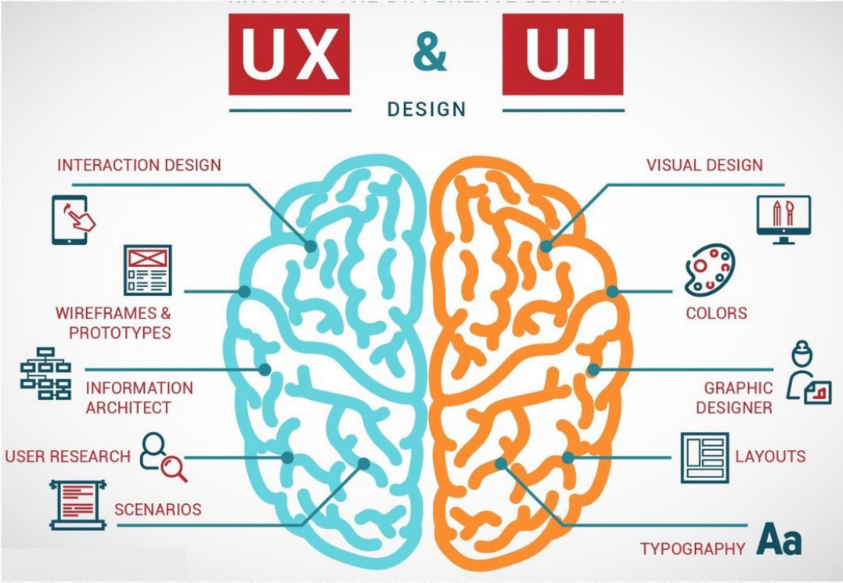 UX & UI
DESIGN
INTERACTION DESIGN
VISUAL DESIGN
WIREFRAMES &
PROTOTYPES
COLORS
INFORMATION
ARCHITECT
GRAPHIC
DESIGNER
USER RESEARCH
LAYOUTS
SCENARIOS
TYPOGRAPHY Aa